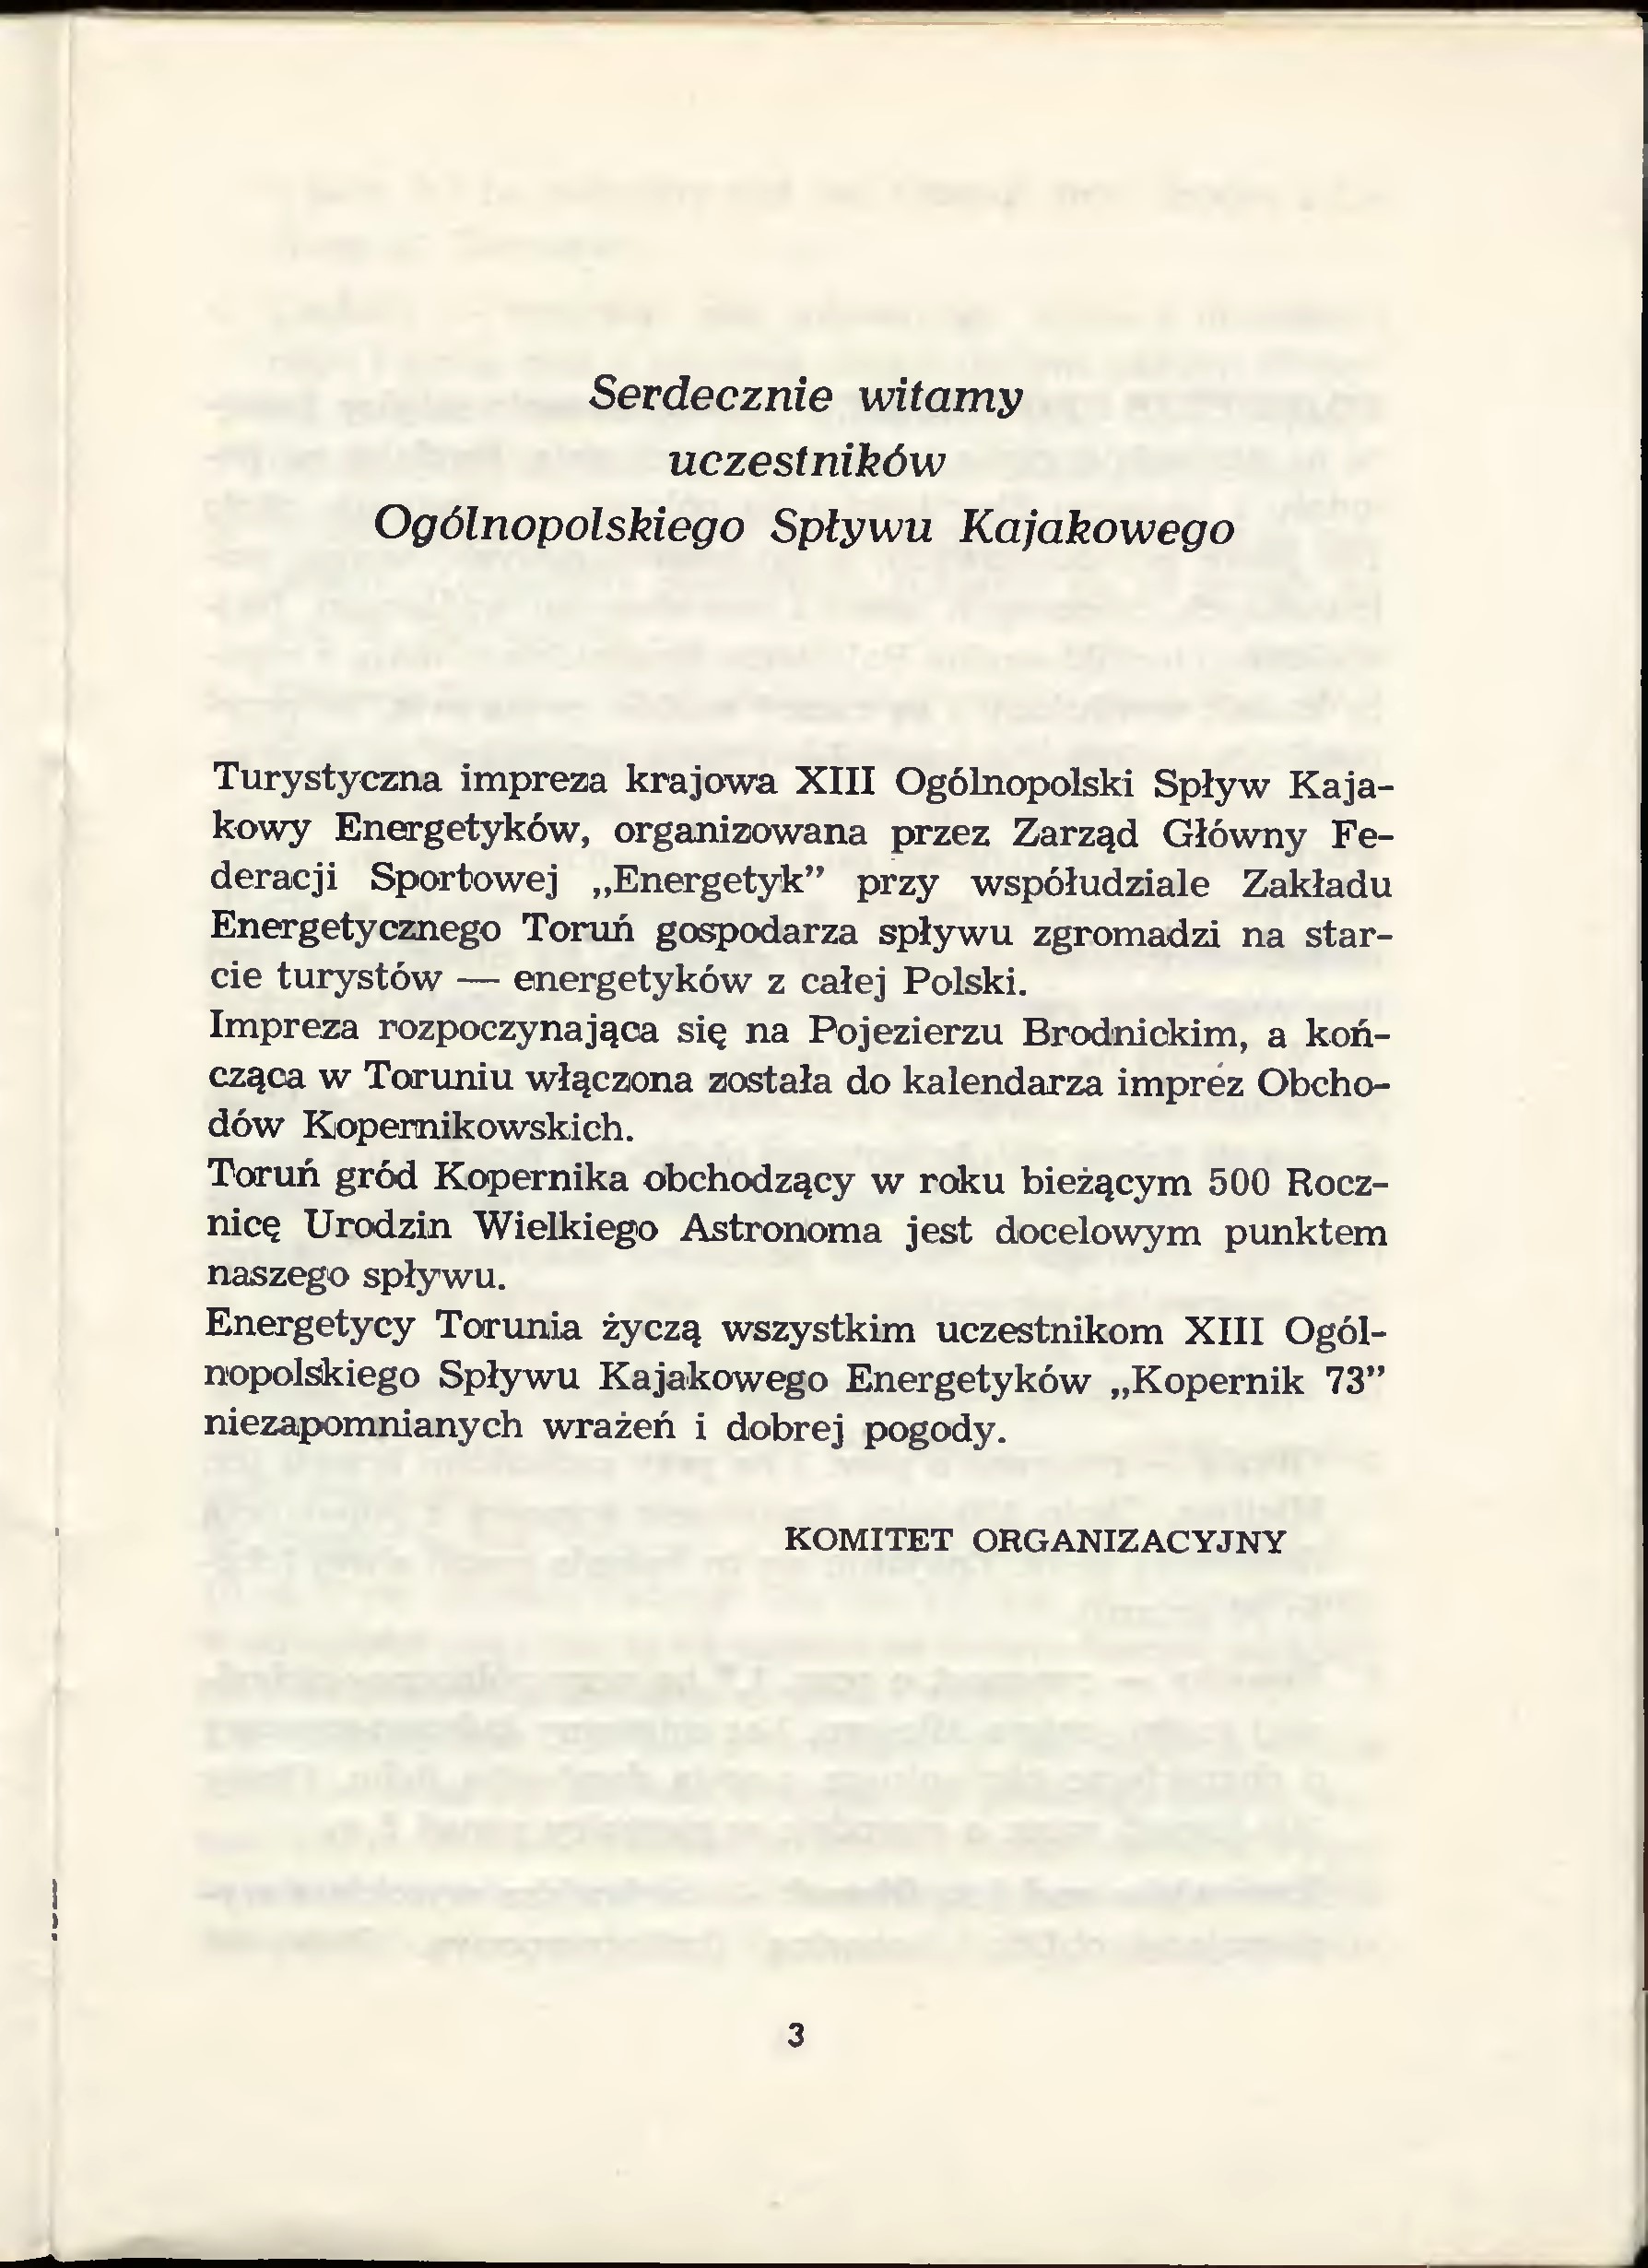 Serdecznie witamy
uczestników
Ogólnopolskiego Spływu Kajakowego
Turystyczna impreza krajowa XIII Ogólnopolski Spływ Kaja-
kowy Energetyków, organizowana przez Zarząd Główny Fe-
deracji Sportowej „Energetyk” przy współudziale Zakładu
Energetycznego Toruń gospodarza spływu zgromadzi na star-
cie turystów — energetyków z całej Polski.
Impreza rozpoczynająca się na Pojezierzu Brodnickim, a koń-
cząca w Toruniu włączona została do kalendarza imprez Obcho-
dów Kopernikowskich.
Toruń gród Kopernika obchodzący w roku bieżącym 500 Rocz-
nicę Urodzin Wielkiego Astronoma jest docelowym punktem
naszego spływu.
Energetycy Torunia życzą wszystkim uczestnikom XIII Ogól-
nopolskiego Spływu Kajakowego Energetyków „Kopernik 73”
niezapomnianych wrażeń i dobrej pogody.
KOMITET ORGANIZACYJNY
3